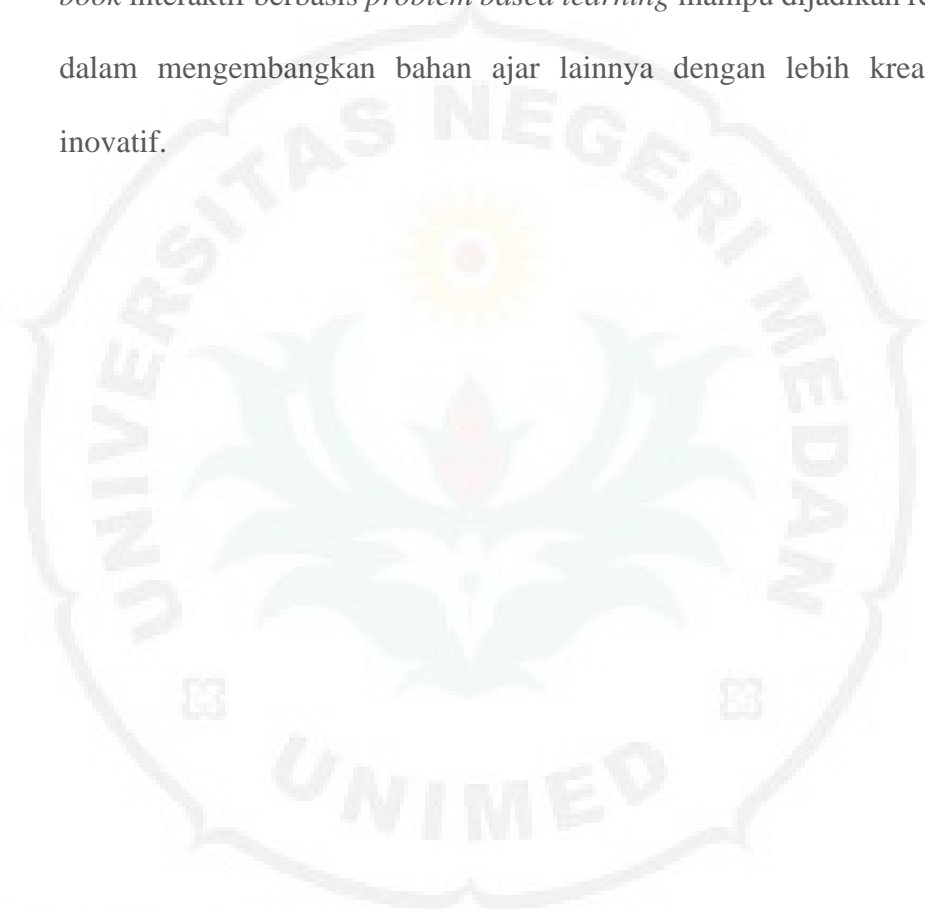 book interaktif berbasis problem based learning mampu dijadikan
dalam mengembangkan bahan ajar lainnya dengan lebih
inovatif.
UNIVERSITAS NEGERI MEDAN
UNIMED